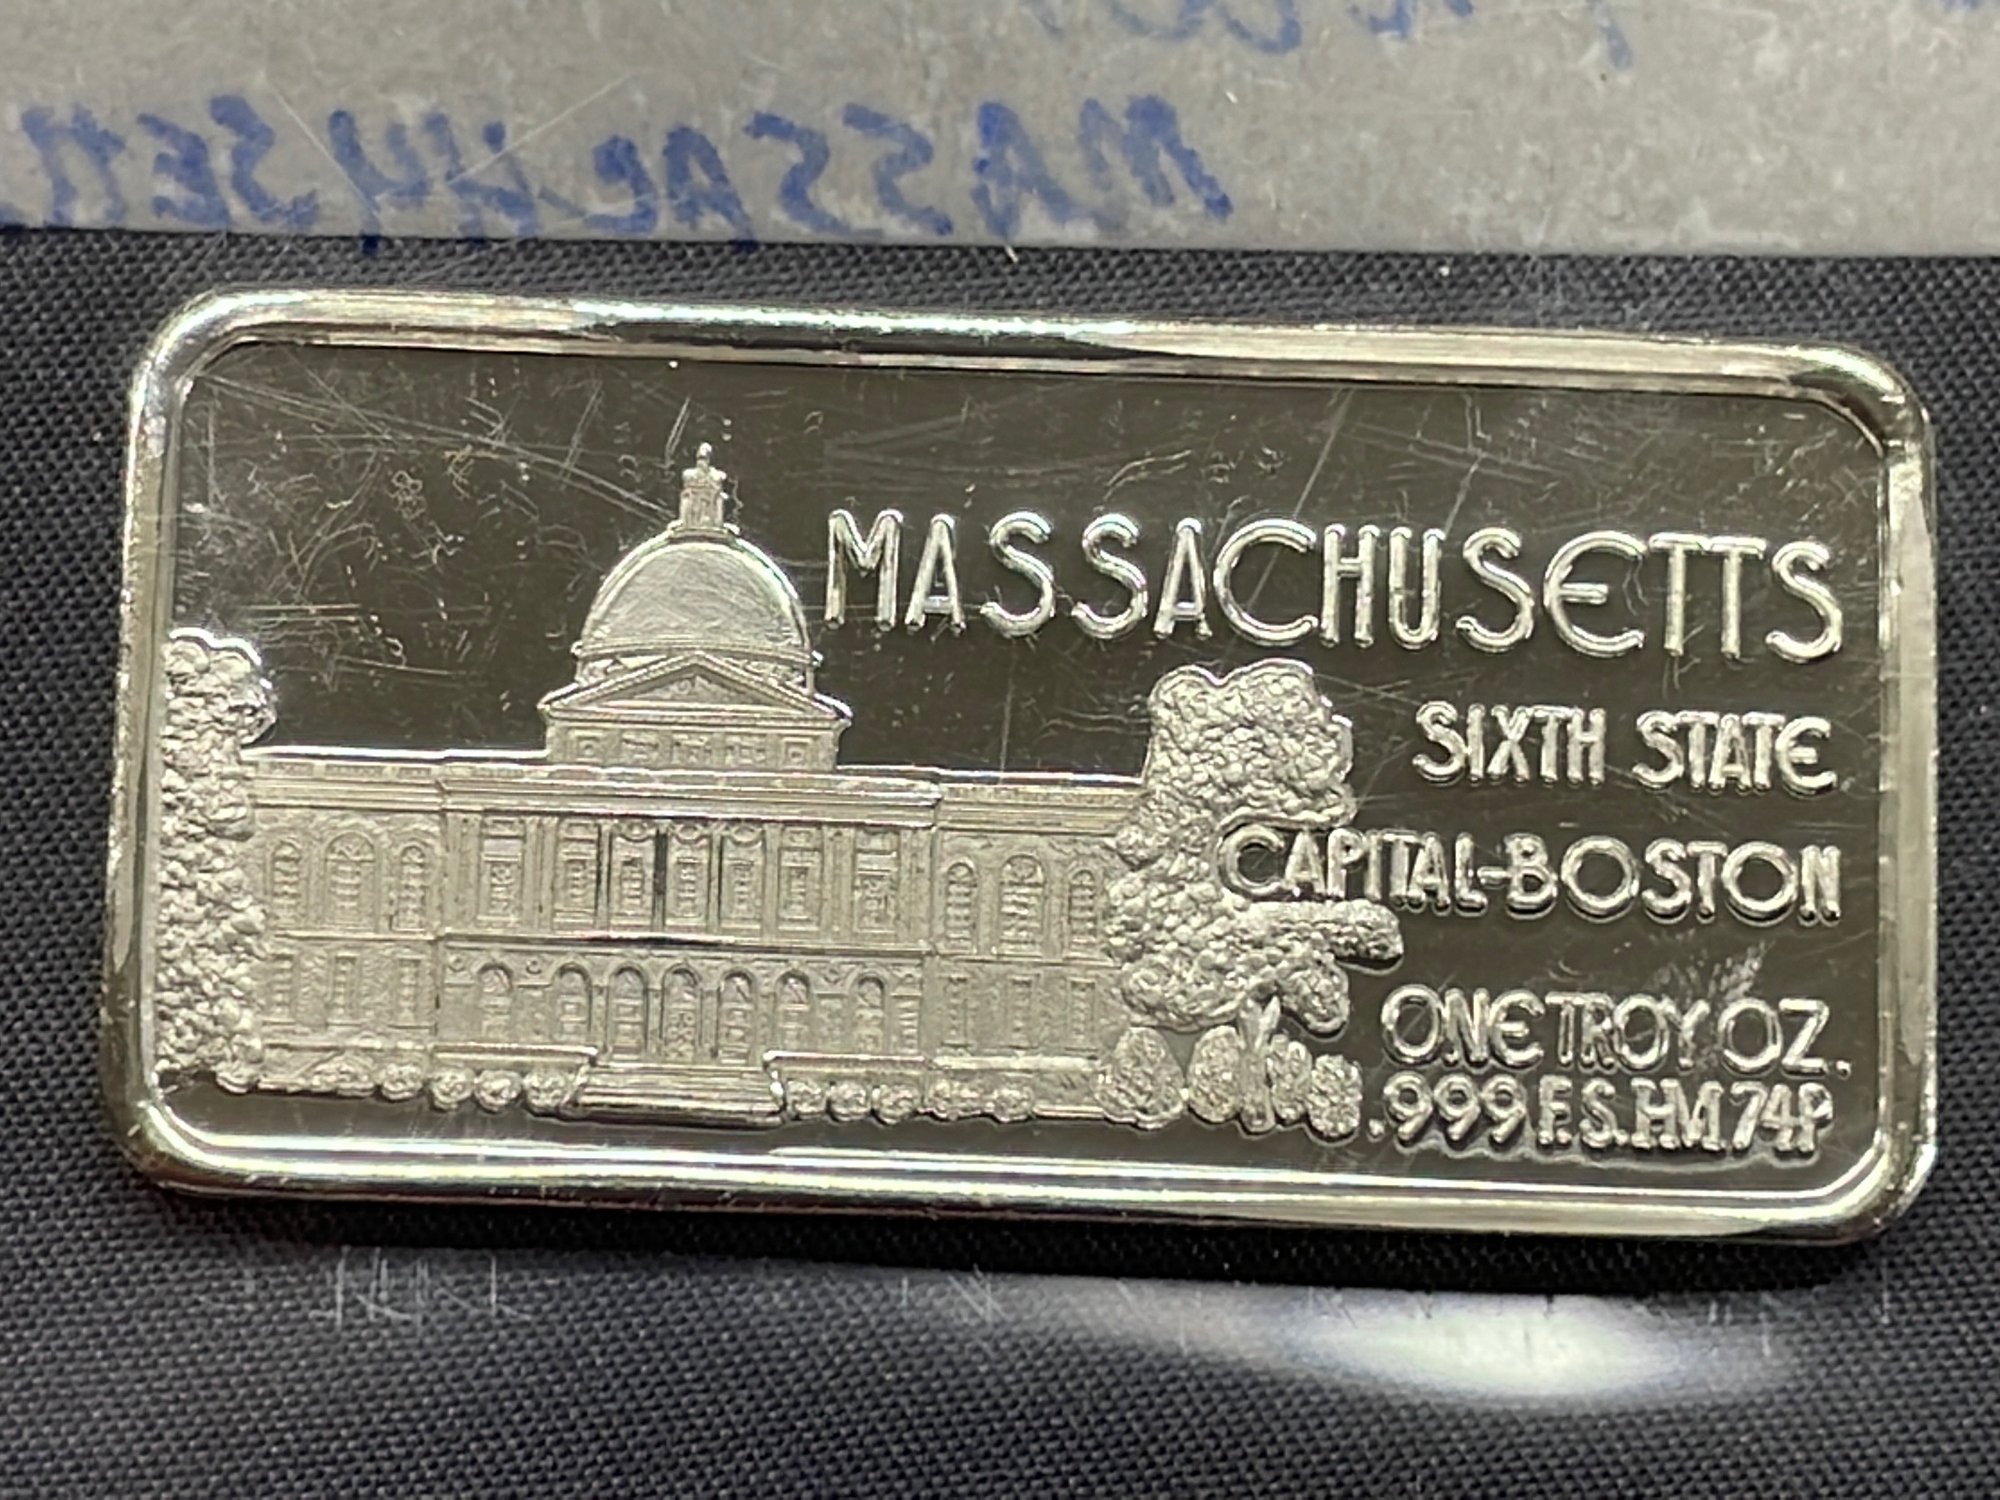 MASSACHUSETTS
SIXTH STATE
CAPITAL-BOSTON
ONE TROY OZ.
.999 F.S. HM 74P